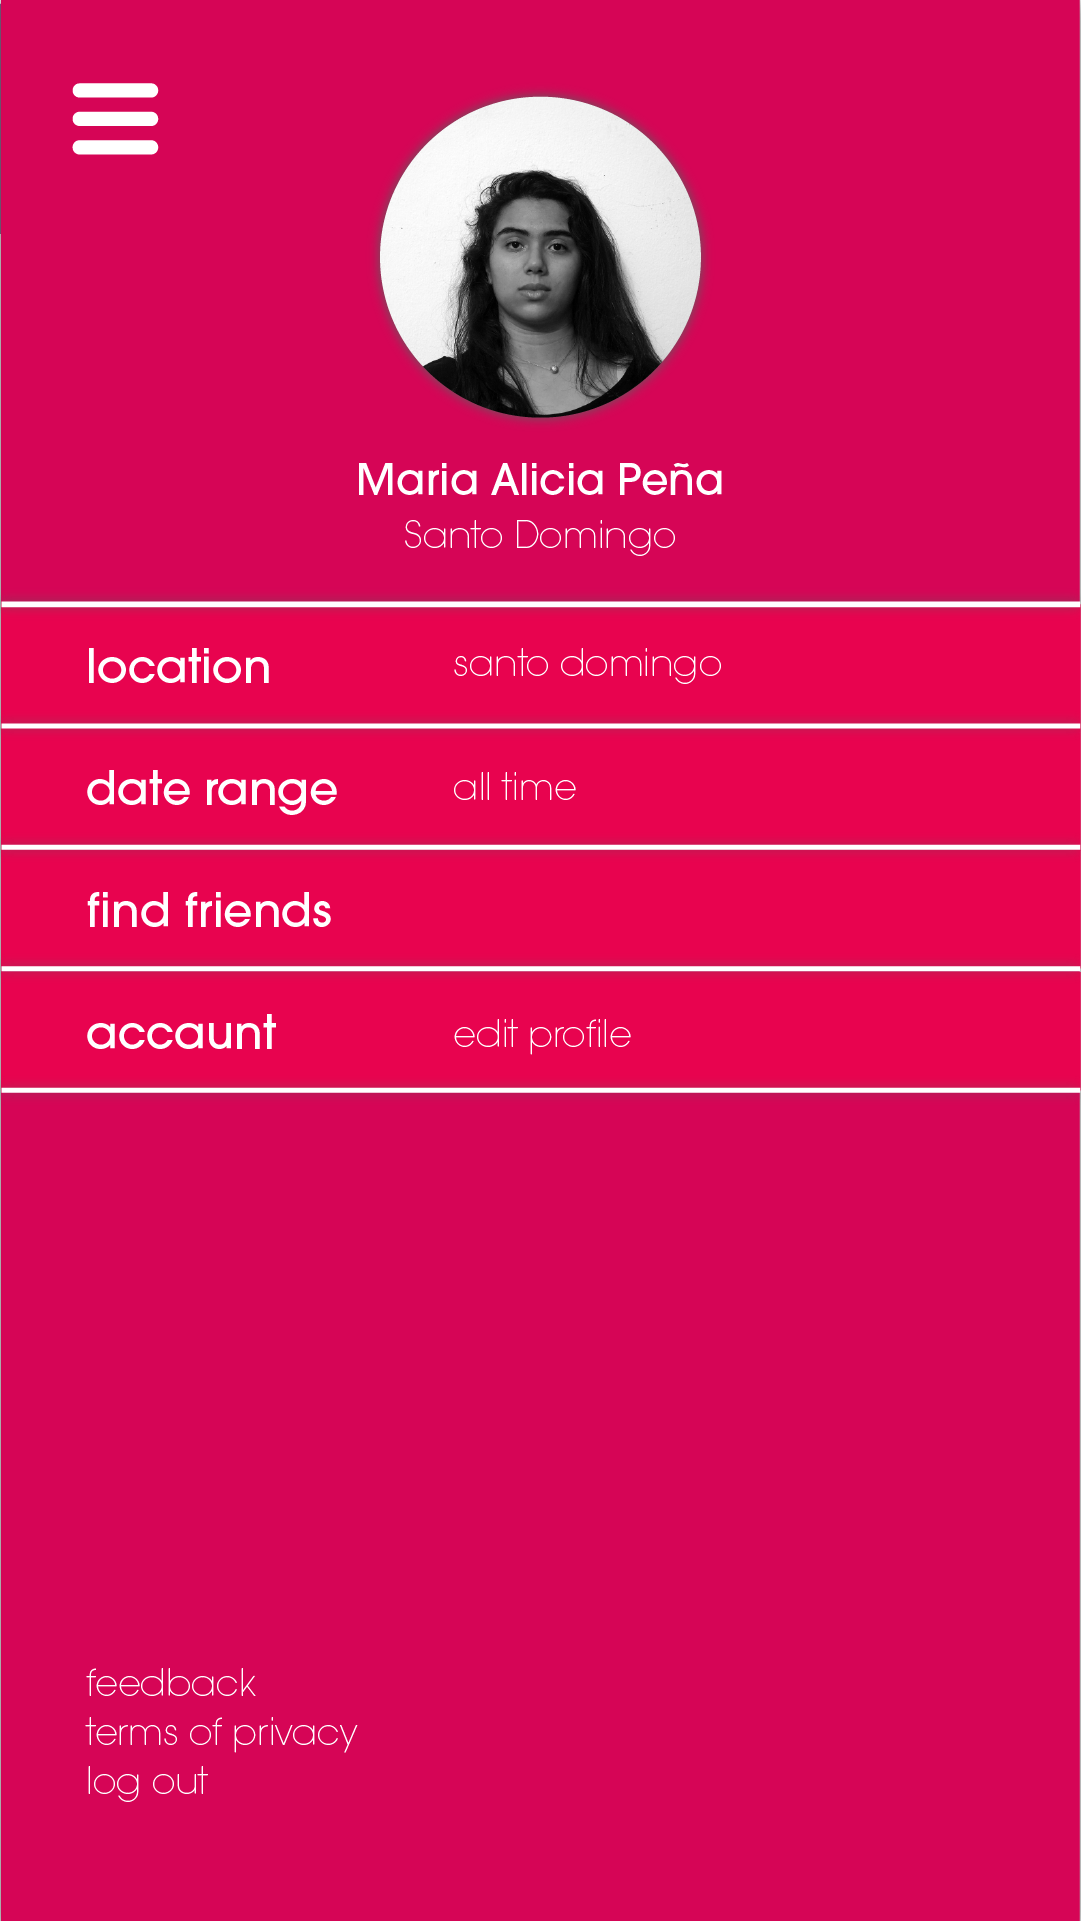 Maria Alicia Peña
Santo Domingo
location santo domingo
date range all time
find friends
accaunt edit profile
feedback
terms of privacy
log out